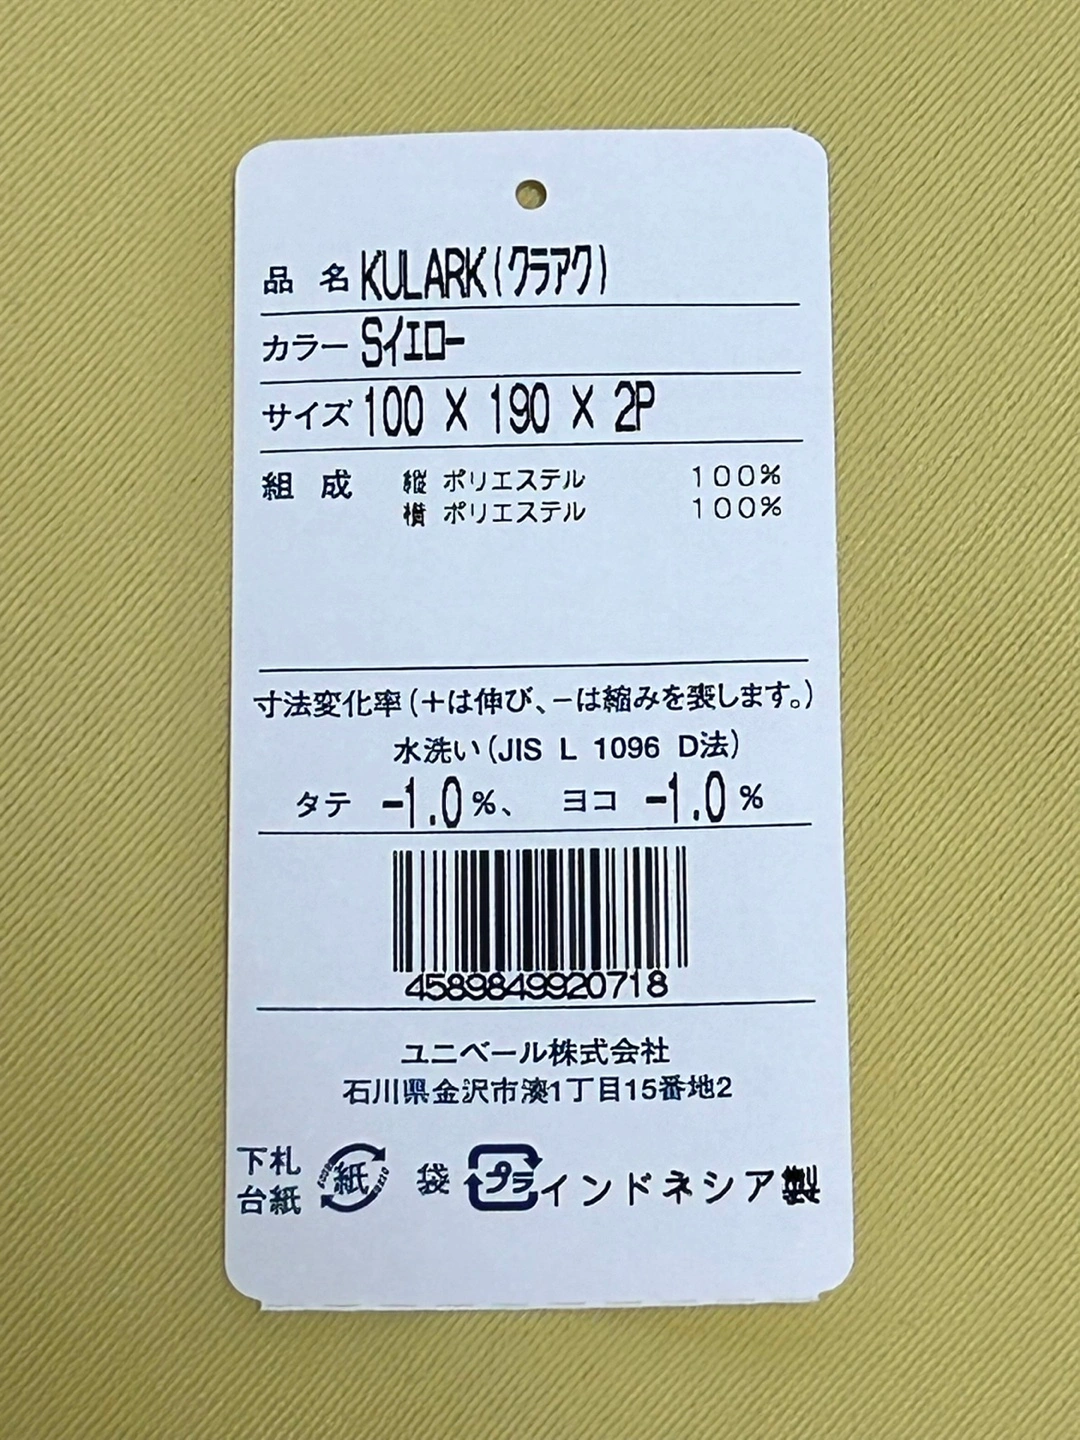 品名 KULARK(クラアク)
カラー Sイエロー
サイズ 100 × 190 × 2P
組成 縦 ポリエステル 100%
横 ポリエステル 100%
寸法変化率(+は伸び、−は縮みを表します。)
水洗い(JIS L 1096 D法)
タテ -1.0%、 ヨコ -1.0%
4589849920718
ユニベール株式会社
石川県金沢市湊1丁目15番地2
下札 紙 袋 プラ インドネシア製
台紙